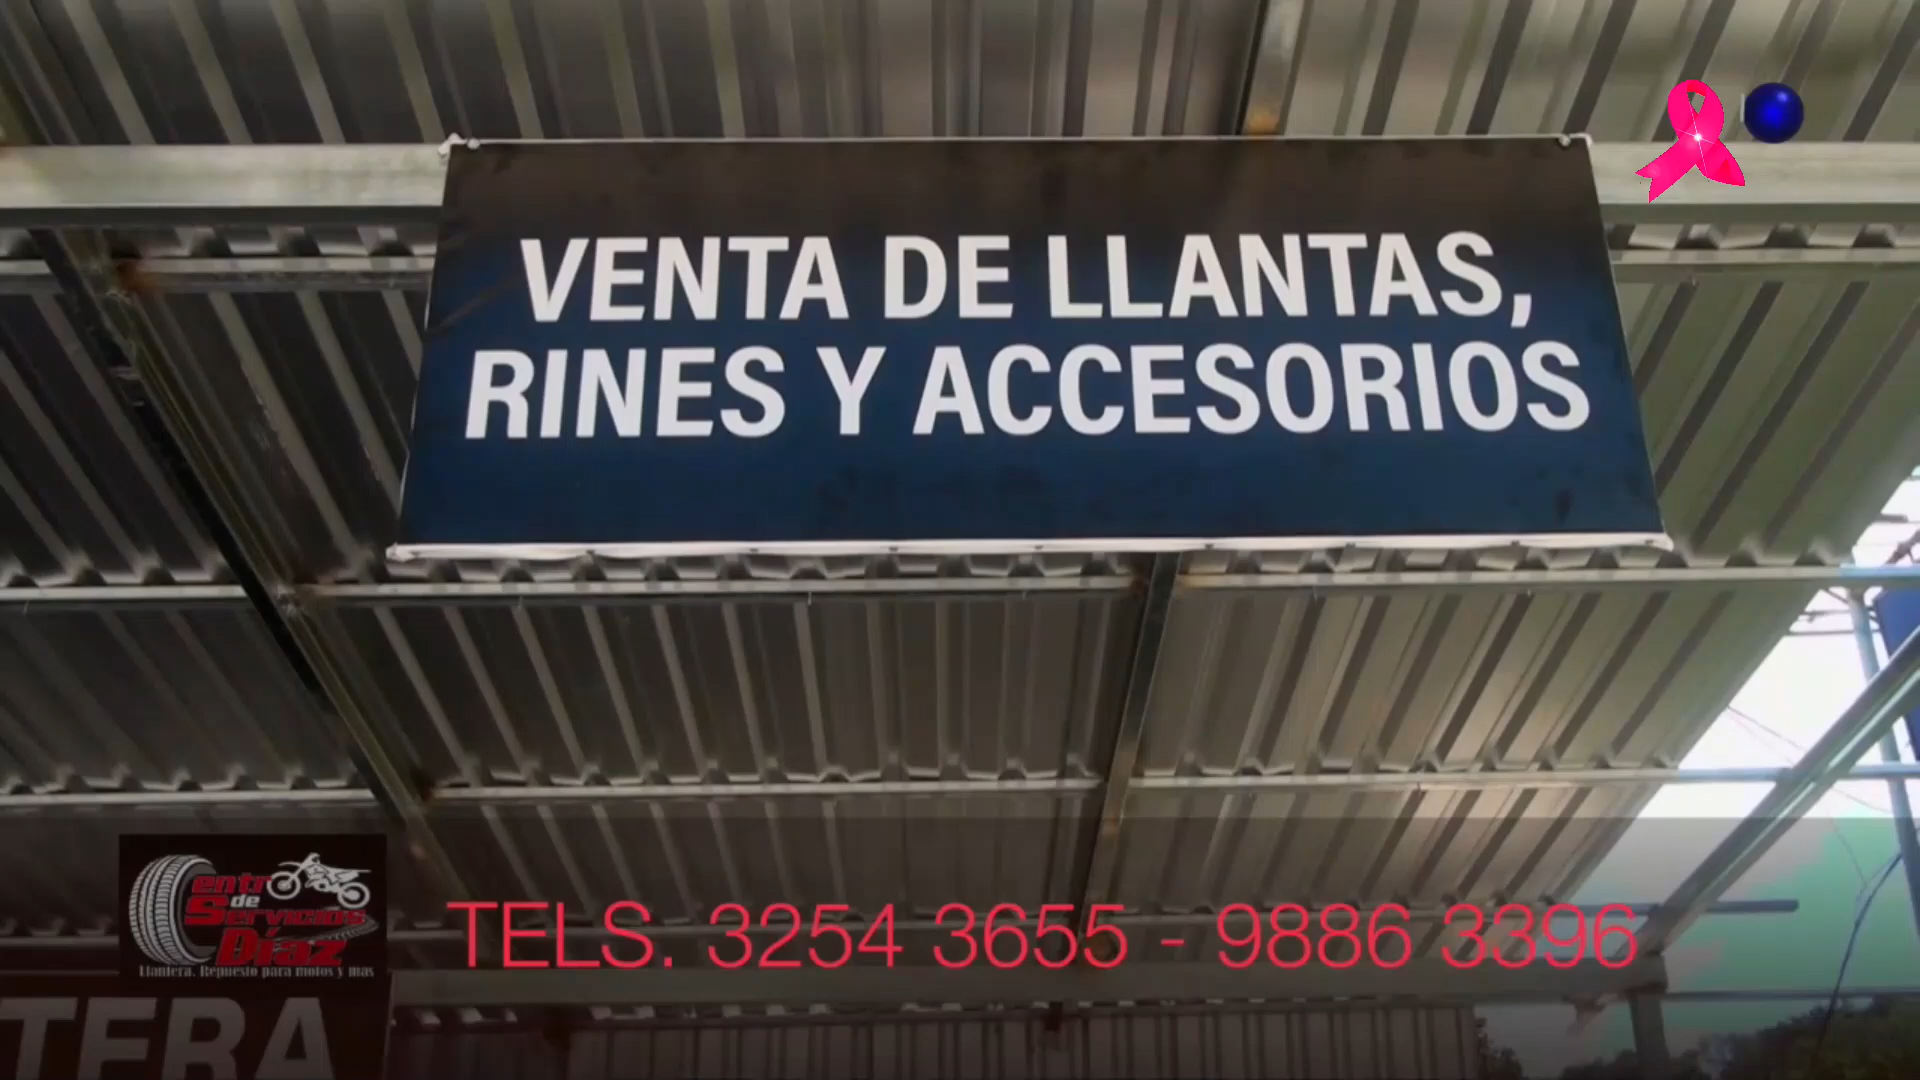 VENTA DE LLANTAS,
RINES Y ACCESORIOS
Centro
de
Servicios
Díaz
Llantera. Repuesto para motos y mas
TELS. 3254 3655 - 9886 3396
TERA